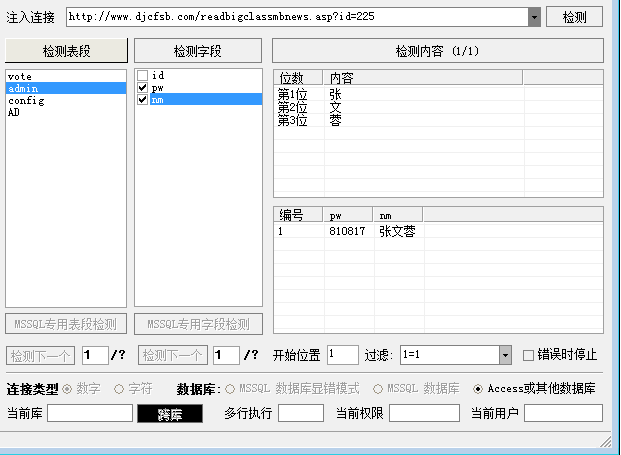 注入连接 http://www.djcfsb.com/readbigclassmbnews.asp?id=225 检测
检测表段 检测字段 检测内容 (1/1)
vote
admin
config
AD
id
pw
nm
位数 内容
第1位 张
第2位 文
第3位 蓉
编号 pw nm
1 810817 张文蓉
MSSQL专用表段检测 MSSQL专用字段检测
检测下一个 1 /? 检测下一个 1 /? 开始位置 1 过滤: 1=1 错误时停止
连接类型 数字 字符 数据库: MSSQL 数据库显错模式 MSSQL 数据库 Access或其他数据库
当前库 跨库 多行执行 当前权限 当前用户